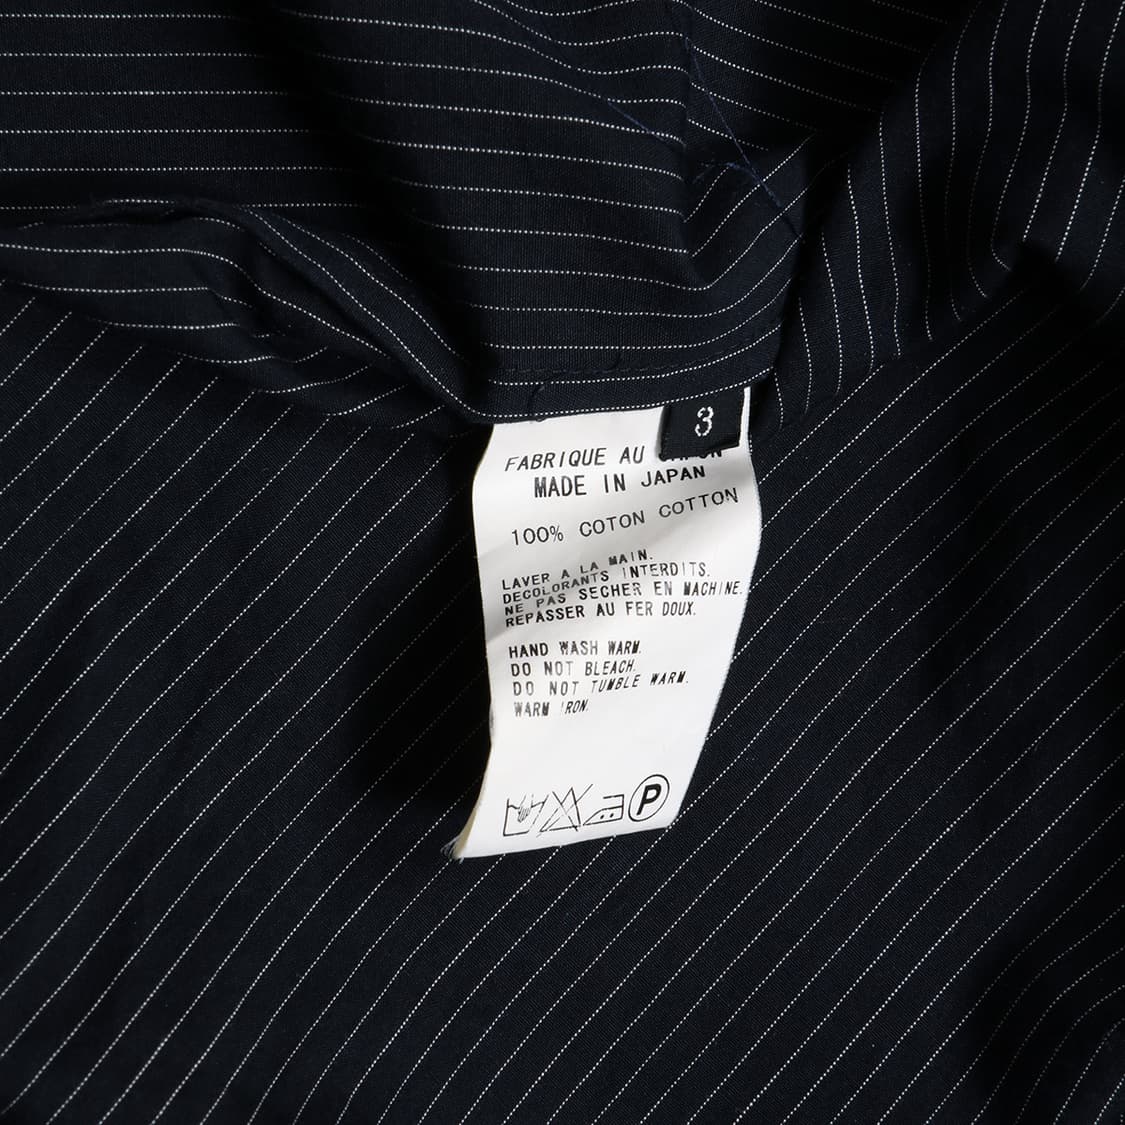 3
FABRIQUE AU
MADE IN JAPAN
100% COTON COTTON
LAVER A LA MAIN.
DECOLORANTS INTERDITS.
NE PAS SECHER EN MACHINE.
REPASSER AU FER DOUX.
HAND WASH WARM.
DO NOT BLEACH.
DO NOT TUMBLE WARM.
WARM IRON.
P